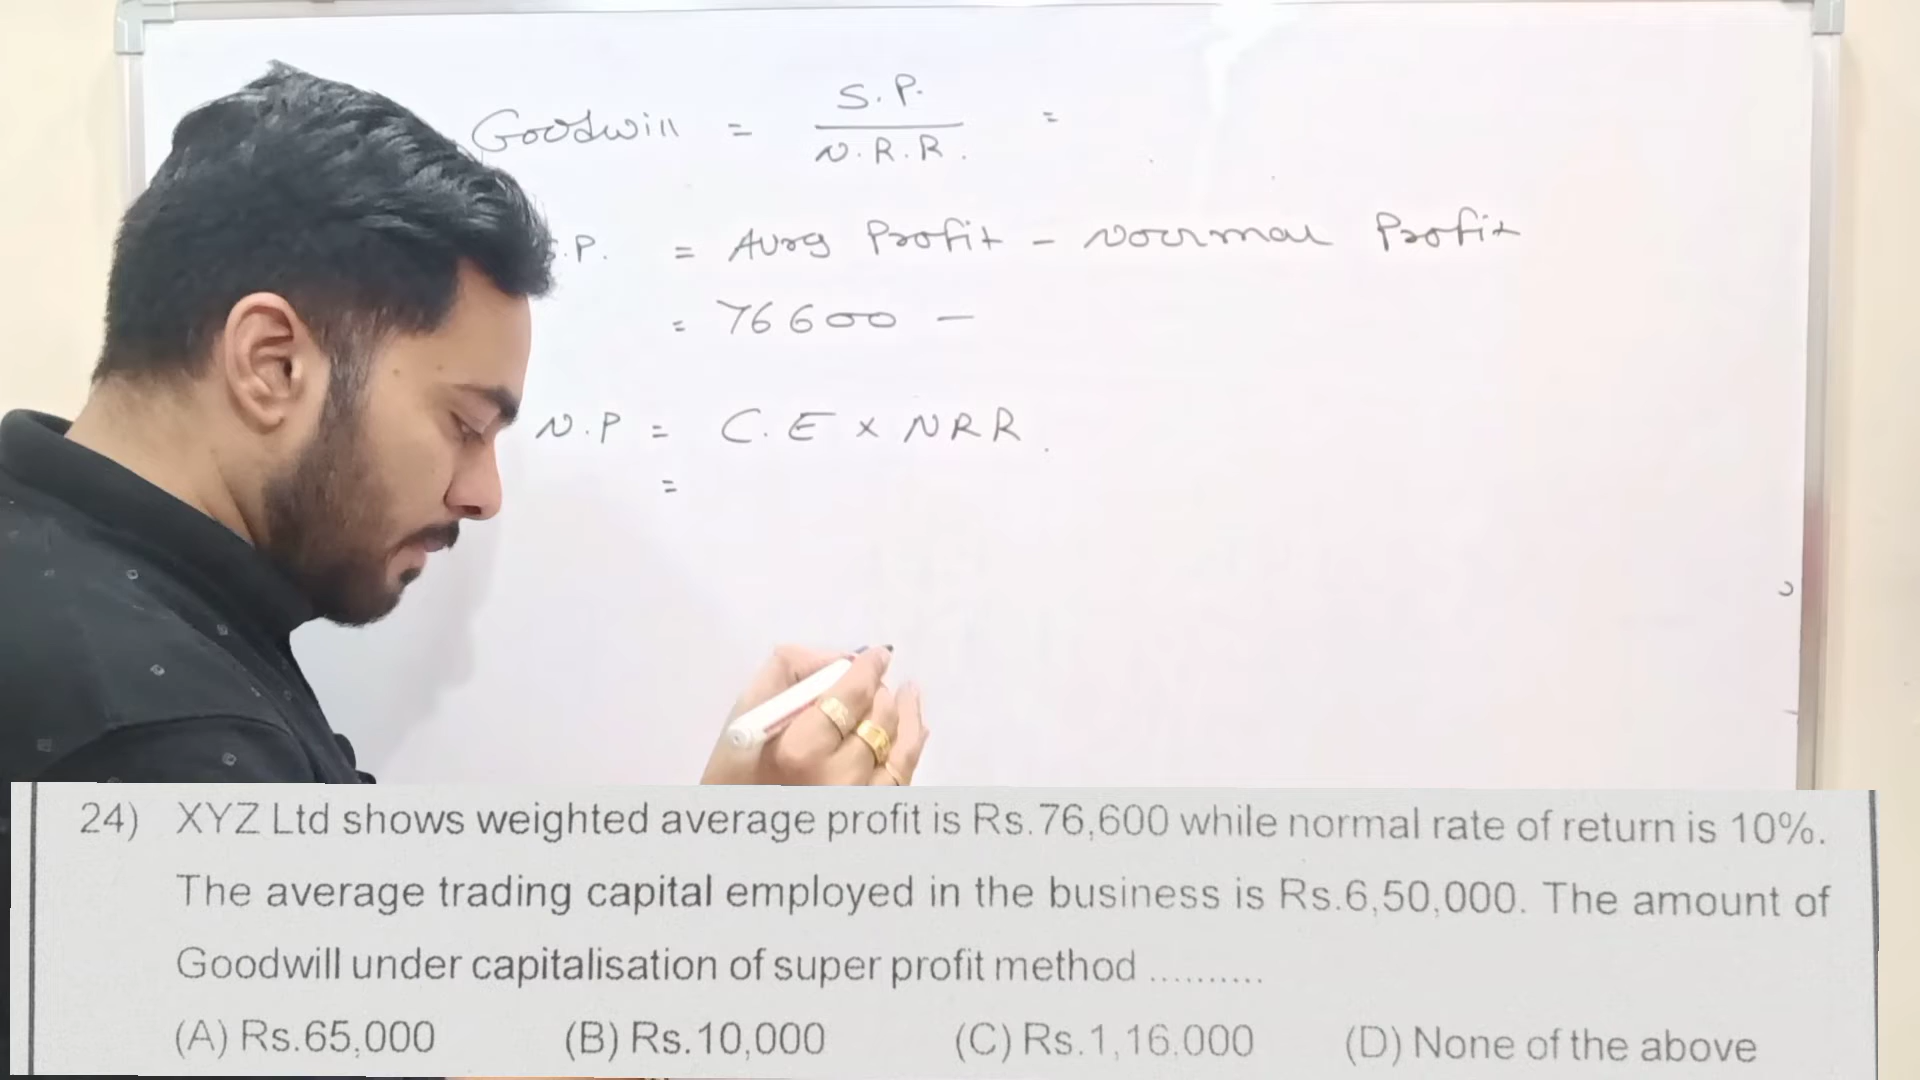 Goodwill = S.P. / N.R.R. =
S.P. = Avrg Profit - Normal Profit
= 76600 -
N.P = C.E x NRR
=
24) XYZ Ltd shows weighted average profit is Rs.76,600 while normal rate of return is 10%.
The average trading capital employed in the business is Rs.6,50,000. The amount of
Goodwill under capitalisation of super profit method ..........
(A) Rs.65,000 (B) Rs.10,000 (C) Rs.1,16,000 (D) None of the above